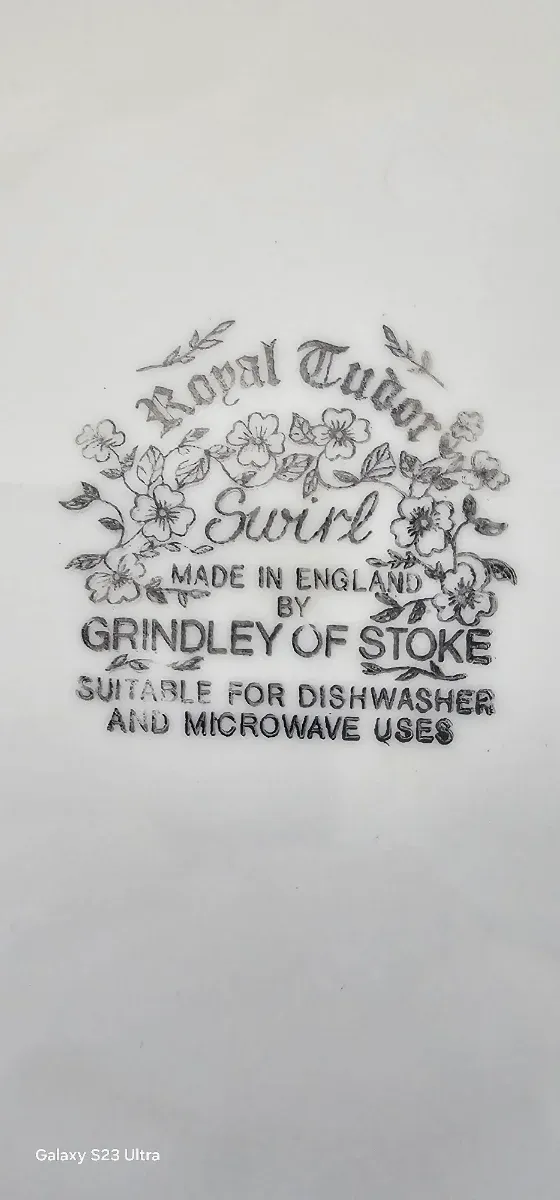 Royal Tudor
Swirl
MADE IN ENGLAND
BY
GRINDLEY OF STOKE
SUITABLE FOR DISHWASHER
AND MICROWAVE USES
Galaxy S23 Ultra